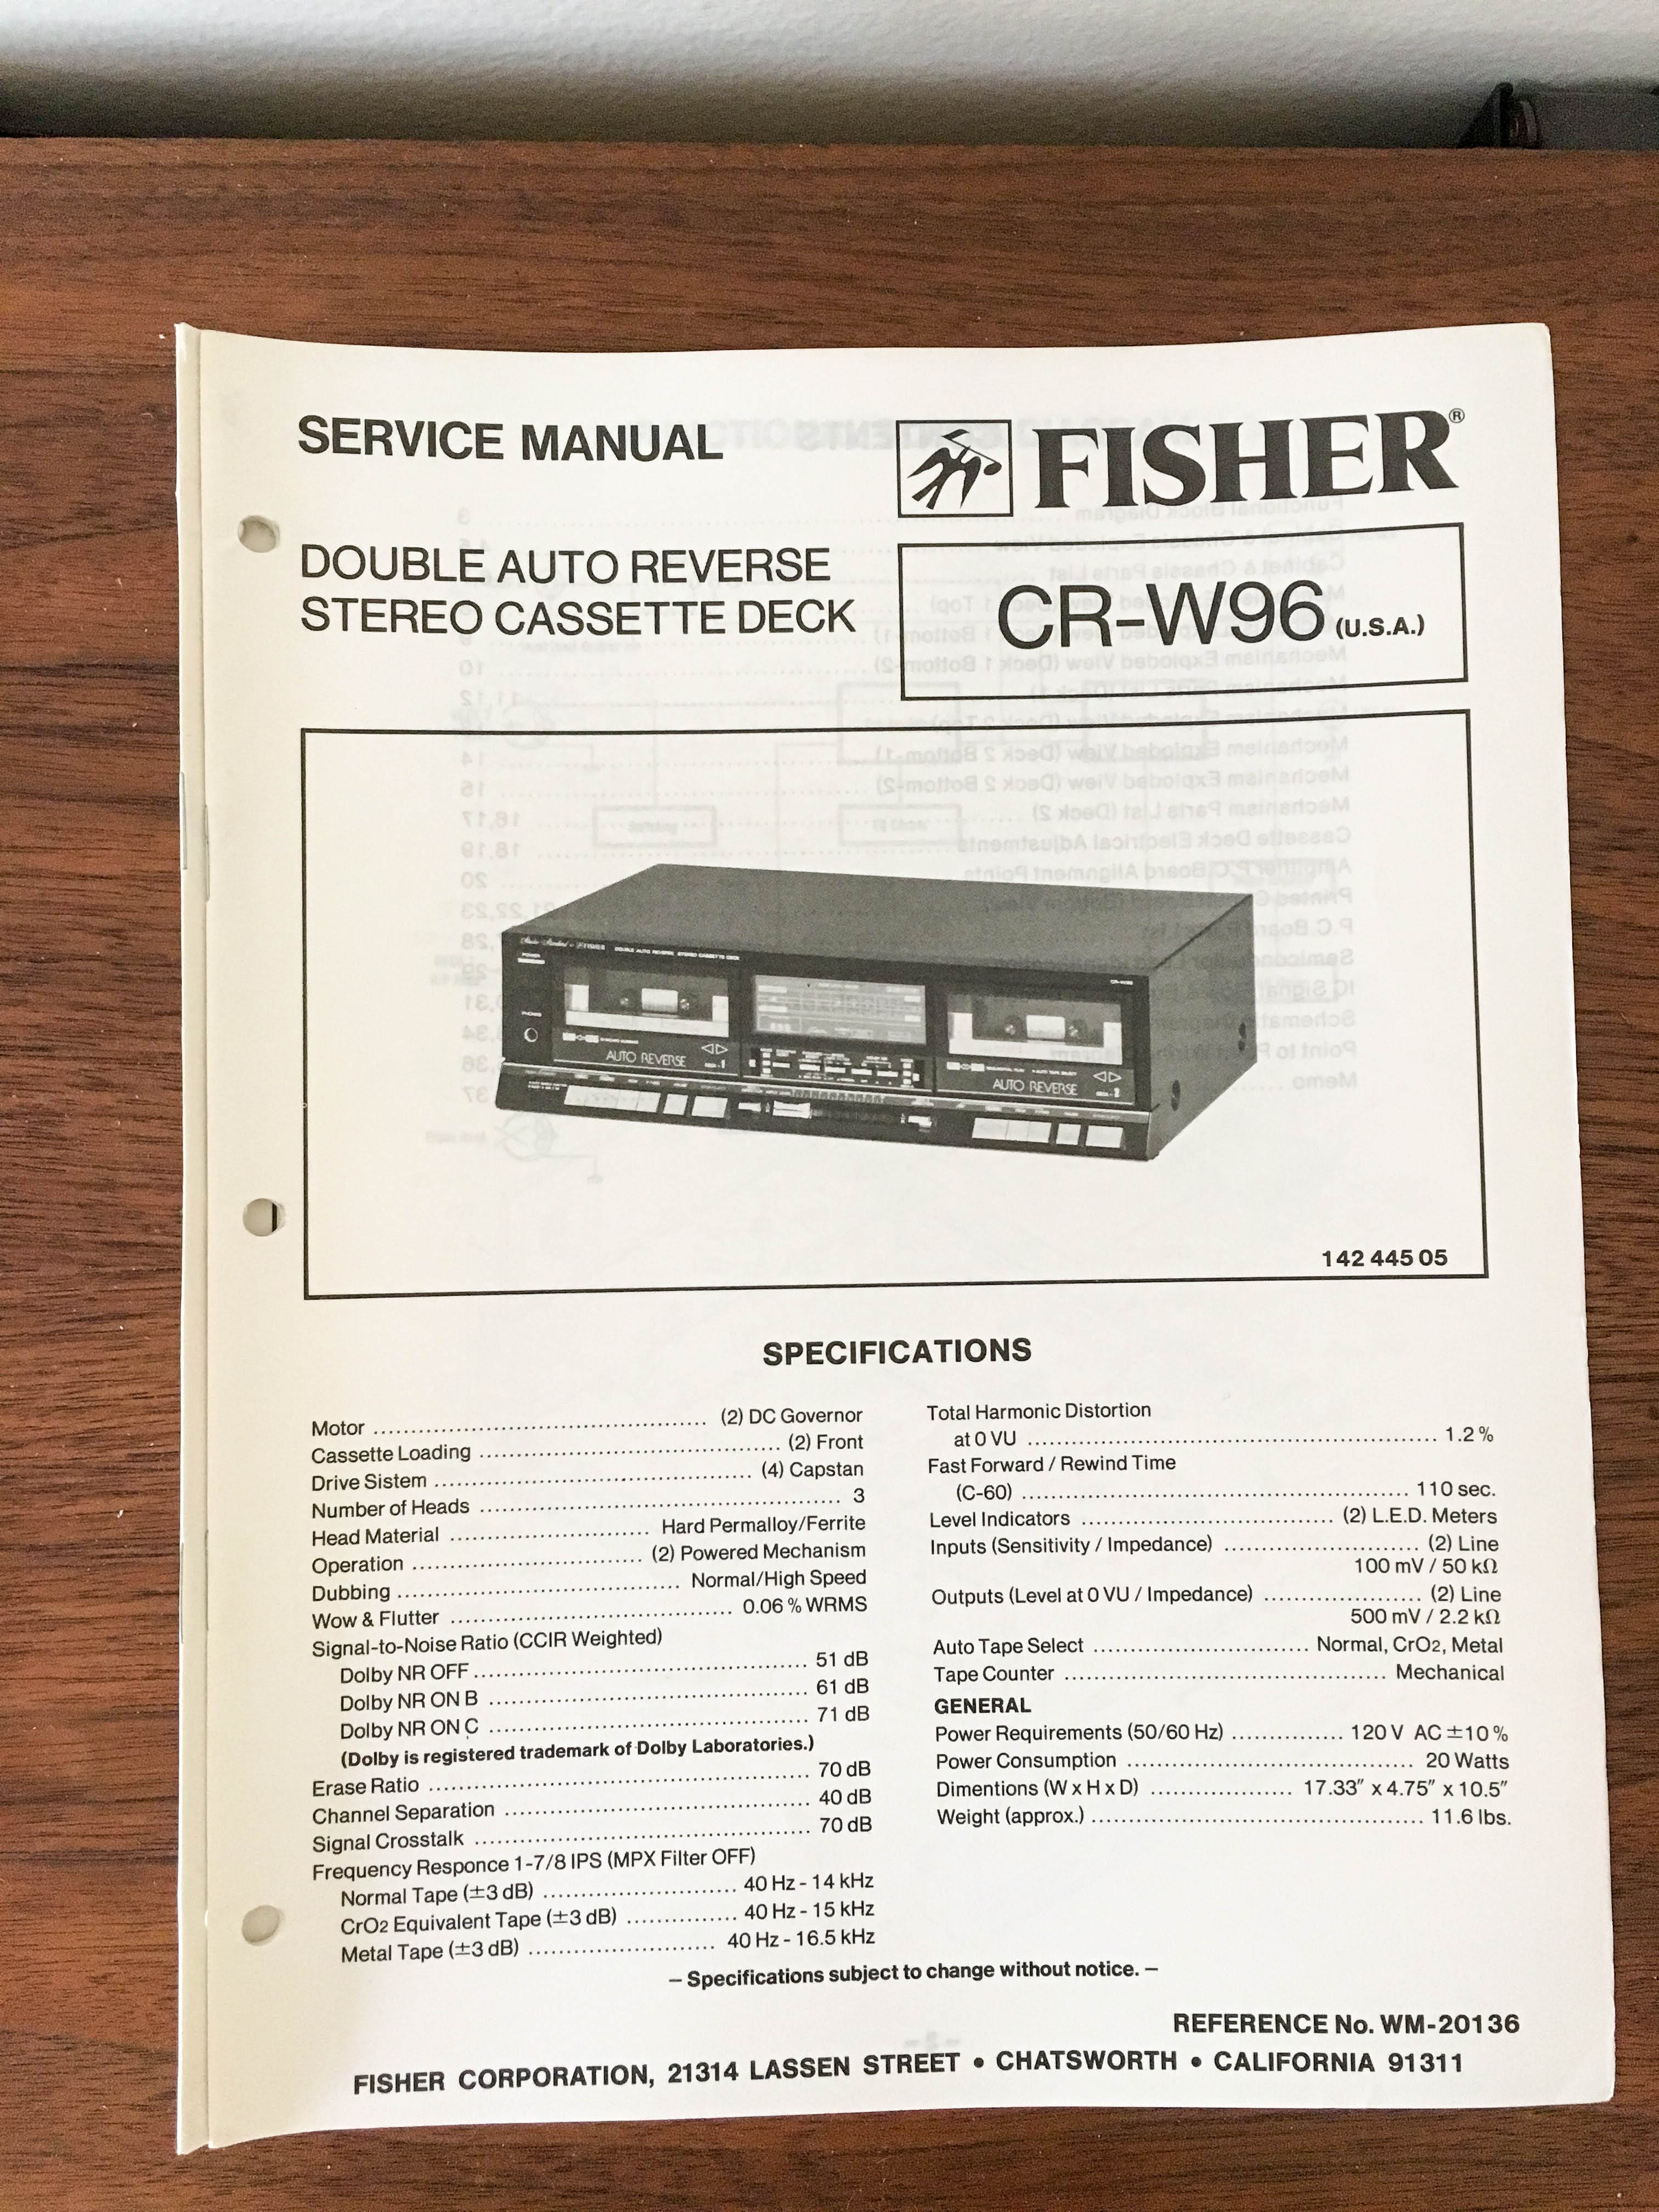 SERVICE MANUAL
FISHER®
DOUBLE AUTO REVERSE
STEREO CASSETTE DECK
CR-W96 (U.S.A.)
FISHER DOUBLE AUTO REVERSE STEREO CASSETTE DECK
POWER
CR-W96
PHONES
AUTO REVERSE
AUTO REVERSE
142 445 05
SPECIFICATIONS
Motor ........ (2) DC Governor
Cassette Loading ........ (2) Front
Drive Sistem ........ (4) Capstan
Number of Heads ........ 3
Head Material ........ Hard Permalloy/Ferrite
Operation ........ (2) Powered Mechanism
Dubbing ........ Normal/High Speed
Wow & Flutter ........ 0.06 % WRMS
Signal-to-Noise Ratio (CCIR Weighted)
Dolby NR OFF ........ 51 dB
Dolby NR ON B ........ 61 dB
Dolby NR ON C ........ 71 dB
(Dolby is registered trademark of Dolby Laboratories.)
Erase Ratio ........ 70 dB
Channel Separation ........ 40 dB
Signal Crosstalk ........ 70 dB
Frequency Responce 1-7/8 IPS (MPX Filter OFF)
Normal Tape (±3 dB) ........ 40 Hz - 14 kHz
CrO2 Equivalent Tape (±3 dB) ........ 40 Hz - 15 kHz
Metal Tape (±3 dB) ........ 40 Hz - 16.5 kHz
Total Harmonic Distortion
at 0 VU ........ 1.2 %
Fast Forward / Rewind Time
(C-60) ........ 110 sec.
Level Indicators ........ (2) L.E.D. Meters
Inputs (Sensitivity / Impedance) ........ (2) Line
100 mV / 50 kΩ
Outputs (Level at 0 VU / Impedance) ........ (2) Line
500 mV / 2.2 kΩ
Auto Tape Select ........ Normal, CrO2, Metal
Tape Counter ........ Mechanical
GENERAL
Power Requirements (50/60 Hz) ........ 120 V AC ±10 %
Power Consumption ........ 20 Watts
Dimentions (W x H x D) ........ 17.33″ x 4.75″ x 10.5″
Weight (approx.) ........ 11.6 lbs.
– Specifications subject to change without notice. –
REFERENCE No. WM-20136
FISHER CORPORATION, 21314 LASSEN STREET • CHATSWORTH • CALIFORNIA 91311